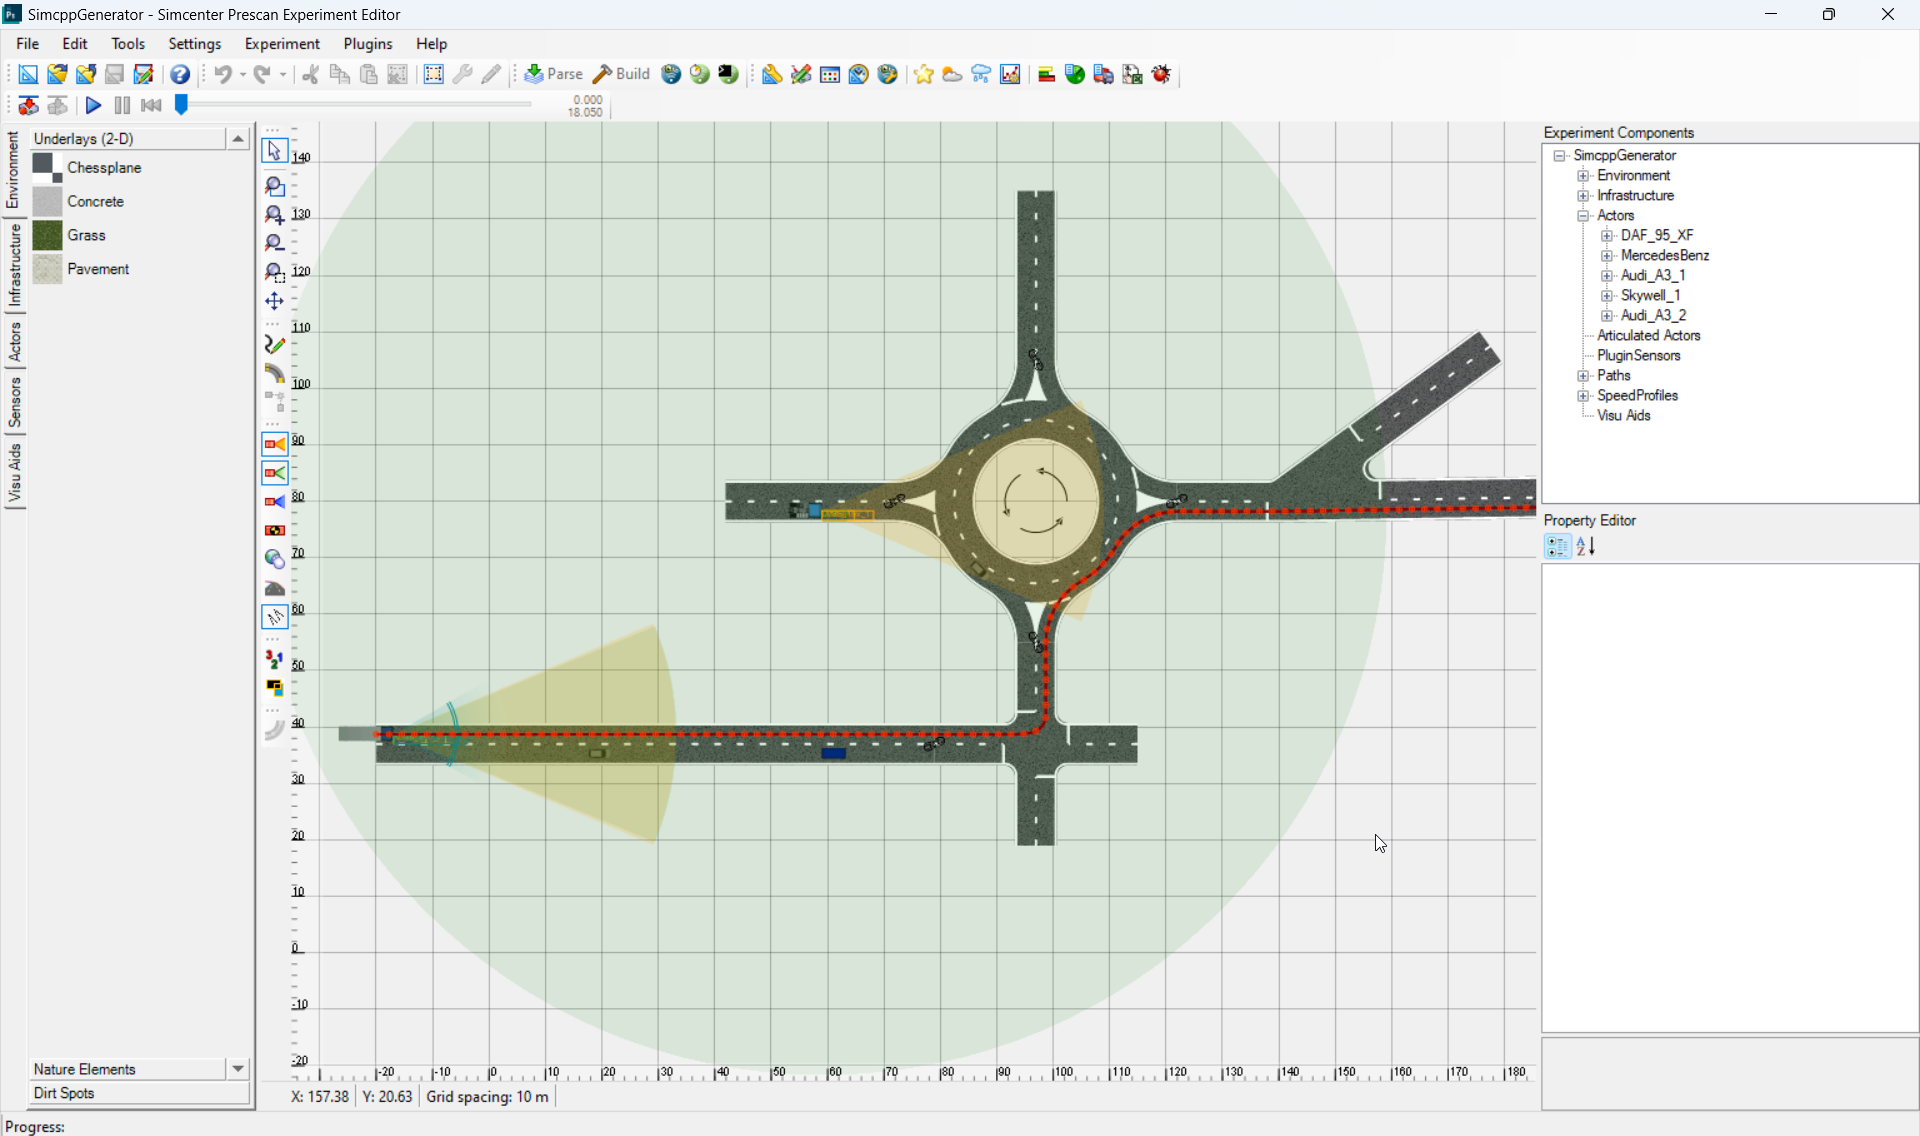 SimcppGenerator - Simcenter Prescan Experiment Editor
File Edit Tools Settings Experiment Plugins Help
Parse Build
0.000
18.050
Environment
Infrastructure
Actors
Sensors
Visu Aids
Underlays (2-D)
Chessplane
Concrete
Grass
Pavement
Nature Elements
Dirt Spots
140
130
120
110
100
90
80
70
60
50
40
30
20
10
0
-10
-20
-20 -10 0 10 20 30 40 50 60 70 80 90 100 110 120 130 140 150 160 170 180
X: 157.38 Y: 20.63 Grid spacing: 10 m
Experiment Components
SimcppGenerator
Environment
Infrastructure
Actors
DAF_95_XF
MercedesBenz
Audi_A3_1
Skywell_1
Audi_A3_2
Articulated Actors
PluginSensors
Paths
SpeedProfiles
Visu Aids
Property Editor
Progress: